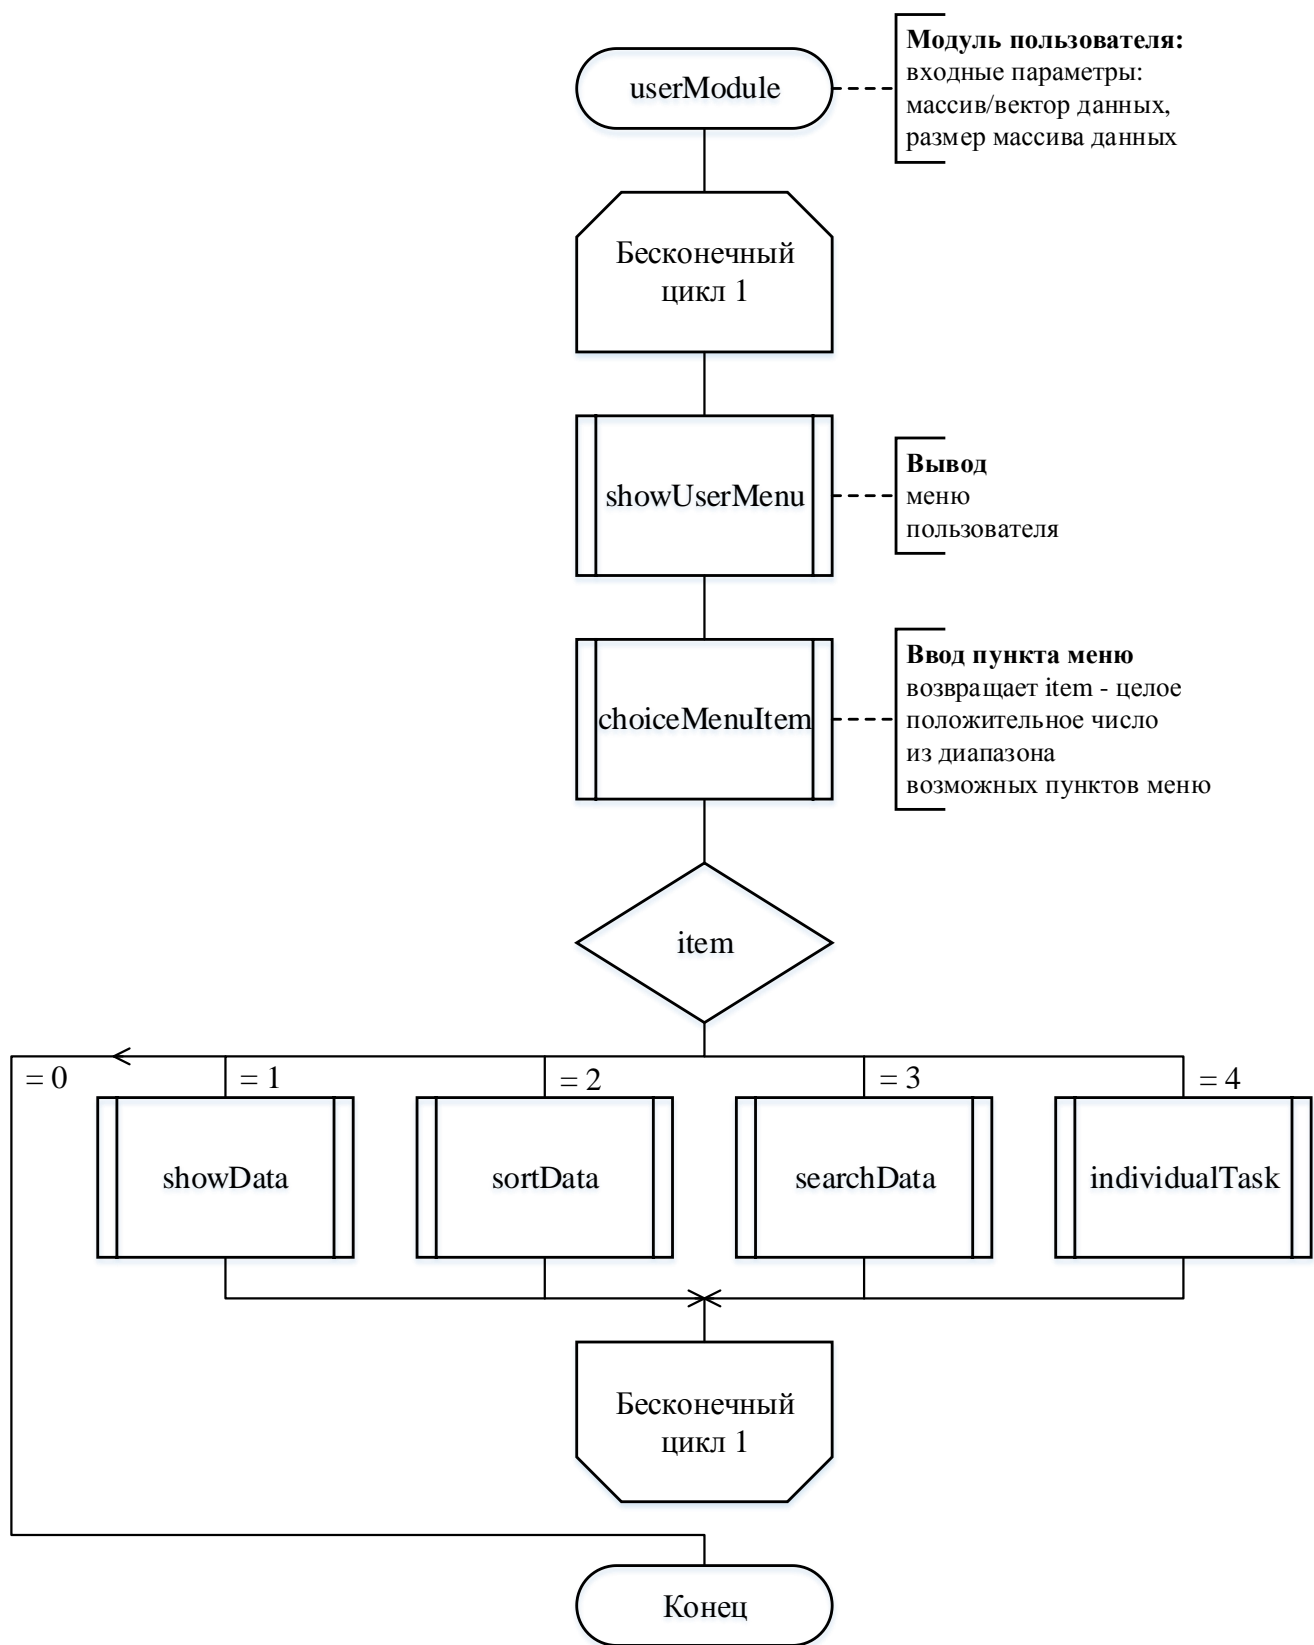 userModule
Модуль пользователя:
входные параметры:
массив/вектор данных,
размер массива данных
Бесконечный
цикл 1
showUserMenu
Вывод
меню
пользователя
choiceMenuItem
Ввод пункта меню
возвращает item - целое
положительное число
из диапазона
возможных пунктов меню
item
= 0
= 1
= 2
= 3
= 4
showData
sortData
searchData
individualTask
Бесконечный
цикл 1
Конец